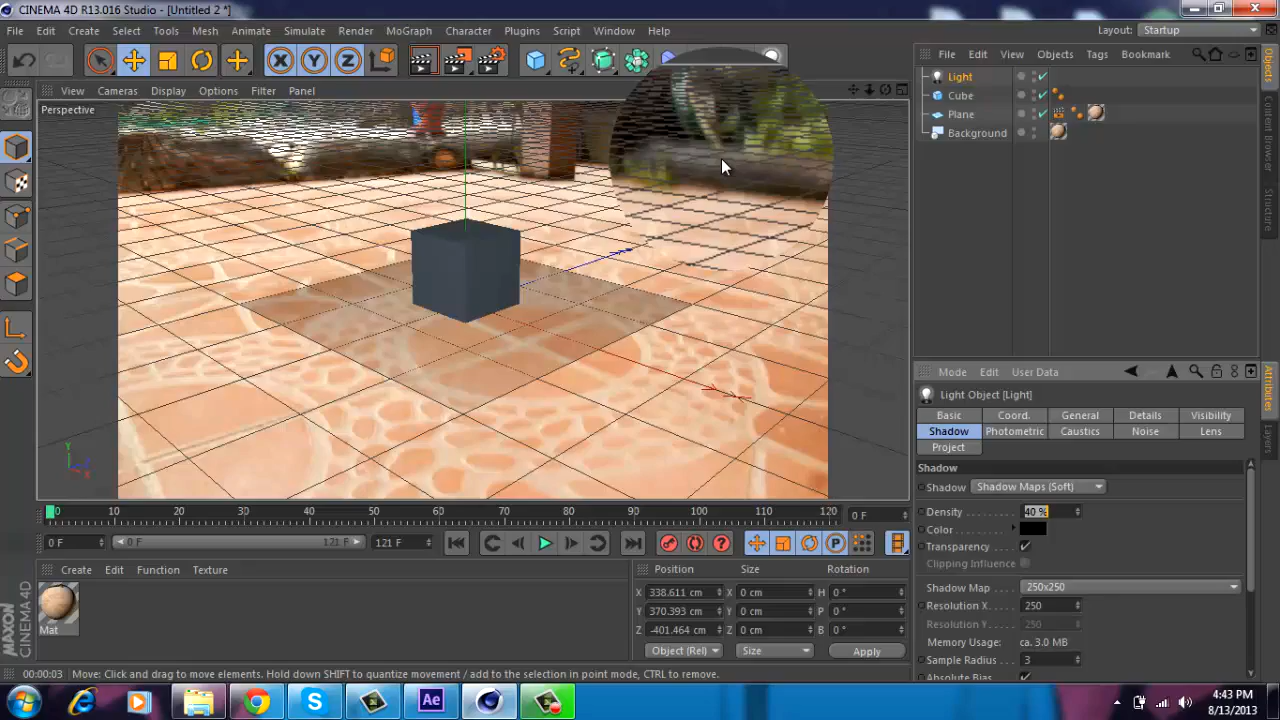 CINEMA 4D R13.016 Studio - [Untitled 2 *]
File Edit Create Select Tools Mesh Animate Simulate Render MoGraph Character Plugins Script Window Help Layout: Startup
File Edit View Objects Tags Bookmark
X Y Z
View Cameras Display Options Filter Panel
Perspective
Light
Cube
Plane
Background
Objects
Content Browser
Structure
Mode Edit User Data
Light Object [Light]
Basic Coord. General Details Visibility
Shadow Photometric Caustics Noise Lens
Project
Shadow
Shadow Shadow Maps (Soft)
Density 40 %
Color
Transparency
Clipping Influence
Shadow Map 250x250
Resolution X 250
Resolution Y 250
Memory Usage: ca. 3.0 MB
Sample Radius 3
Absolute Bias
Attributes
Layers
Y
Z
X
0 10 20 30 40 50 60 70 80 90 100 110 120 0 F
0 F 0 F 121 F 121 F
P
Create Edit Function Texture
Mat
MAXON
CINEMA 4D
Position Size Rotation
X 338.611 cm X 0 cm H 0 °
Y 370.393 cm Y 0 cm P 0 °
Z -401.464 cm Z 0 cm B 0 °
Object (Rel) Size Apply
00:00:03 Move: Click and drag to move elements. Hold down SHIFT to quantize movement / add to the selection in point mode, CTRL to remove.
Ae
4:43 PM
8/13/2013